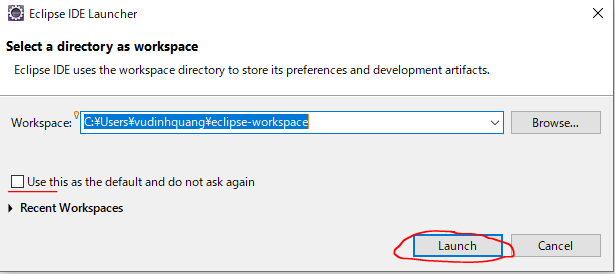 Eclipse IDE Launcher
Select a directory as workspace
Eclipse IDE uses the workspace directory to store its preferences and development artifacts.
Workspace: C:¥Users¥vudinhquang¥eclipse-workspace Browse...
Use this as the default and do not ask again
Recent Workspaces
Launch Cancel